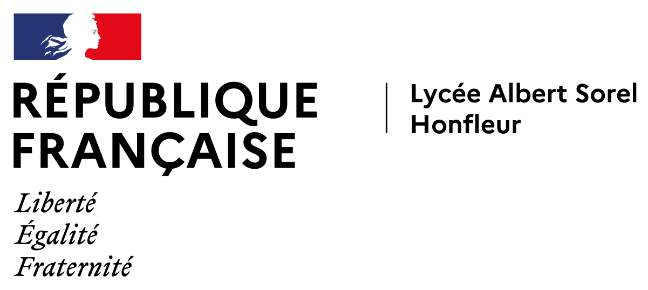 RÉPUBLIQUE
FRANÇAISE
Liberté
Égalité
Fraternité
Lycée Albert Sorel
Honfleur